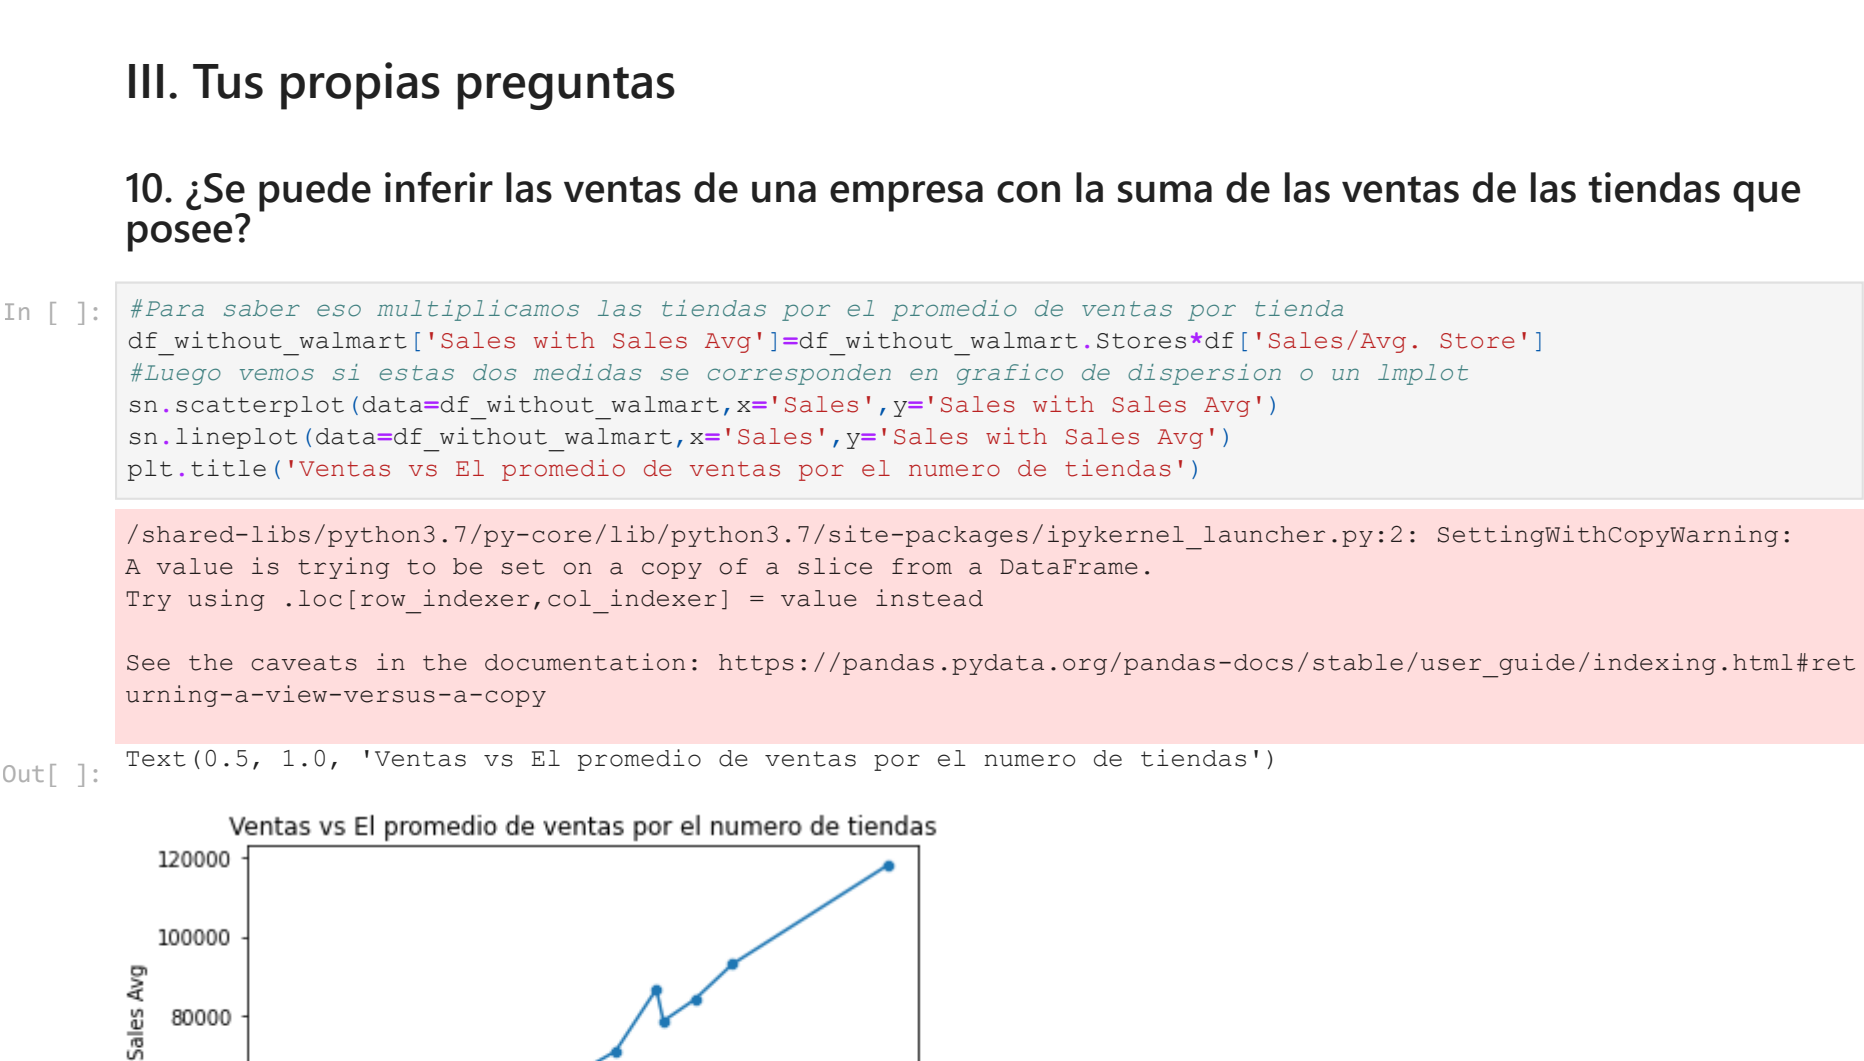 III. Tus propias preguntas
10. ¿Se puede inferir las ventas de una empresa con la suma de las ventas de las tiendas que
posee?
In [ ]:
#Para saber eso multiplicamos las tiendas por el promedio de ventas por tienda
df_without_walmart['Sales with Sales Avg']=df_without_walmart.Stores*df['Sales/Avg. Store']
#Luego vemos si estas dos medidas se corresponden en grafico de dispersion o un lmplot
sn.scatterplot(data=df_without_walmart,x='Sales',y='Sales with Sales Avg')
sn.lineplot(data=df_without_walmart,x='Sales',y='Sales with Sales Avg')
plt.title('Ventas vs El promedio de ventas por el numero de tiendas')
/shared-libs/python3.7/py-core/lib/python3.7/site-packages/ipykernel_launcher.py:2: SettingWithCopyWarning:
A value is trying to be set on a copy of a slice from a DataFrame.
Try using .loc[row_indexer,col_indexer] = value instead
See the caveats in the documentation: https://pandas.pydata.org/pandas-docs/stable/user_guide/indexing.html#ret
urning-a-view-versus-a-copy
Out[ ]:
Text(0.5, 1.0, 'Ventas vs El promedio de ventas por el numero de tiendas')
Ventas vs El promedio de ventas por el numero de tiendas
120000
100000
80000
Sales Avg